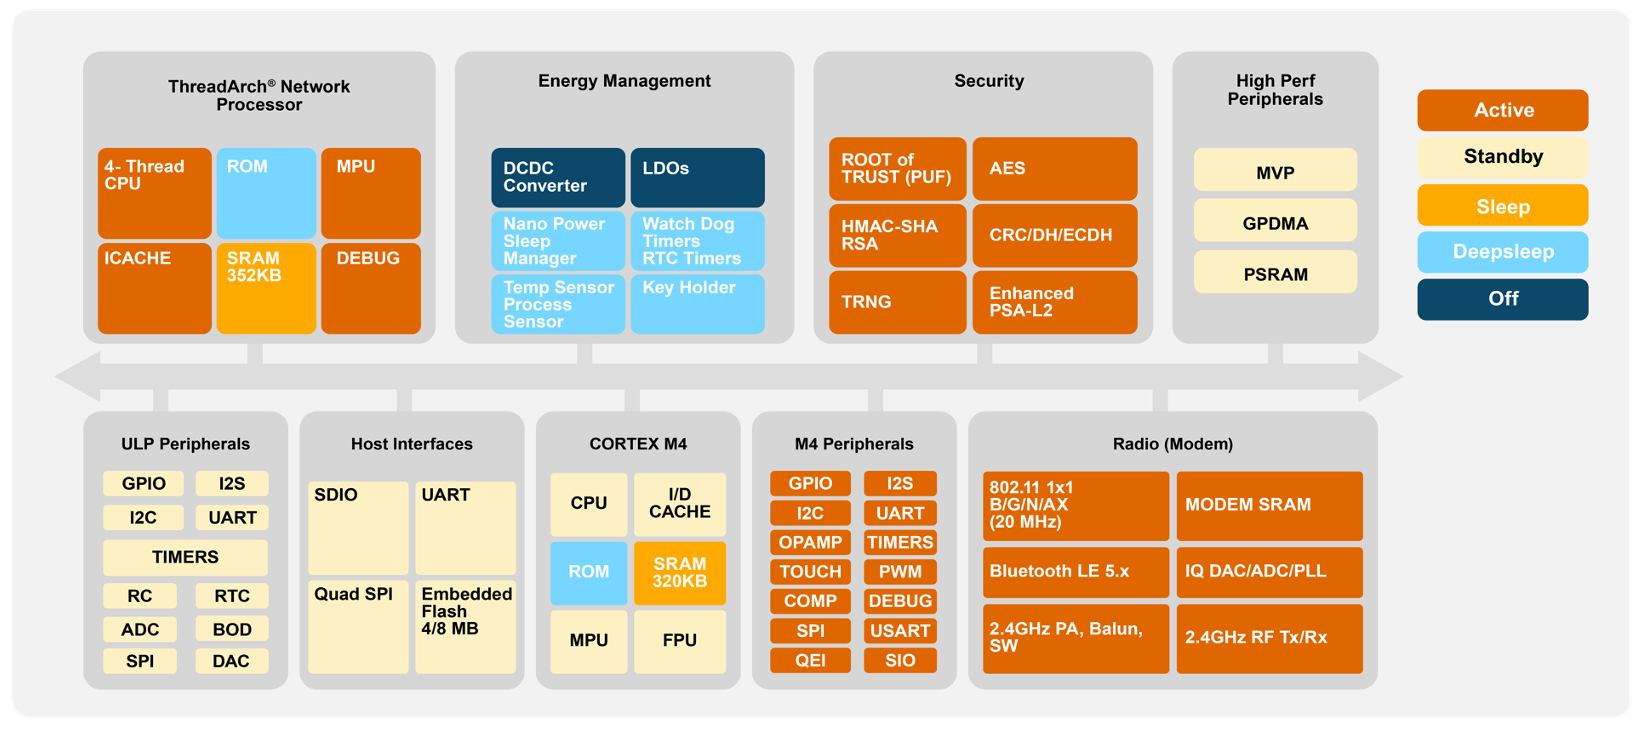 ThreadArch® Network
Processor
4- Thread
CPU
ROM
MPU
ICACHE
SRAM
352KB
DEBUG
Energy Management
DCDC
Converter
LDOs
Nano Power
Sleep
Manager
Watch Dog
Timers
RTC Timers
Temp Sensor
Process
Sensor
Key Holder
Security
ROOT of
TRUST (PUF)
AES
HMAC-SHA
RSA
CRC/DH/ECDH
TRNG
Enhanced
PSA-L2
High Perf
Peripherals
MVP
GPDMA
PSRAM
Active
Standby
Sleep
Deepsleep
Off
ULP Peripherals
GPIO
I2S
I2C
UART
TIMERS
RC
RTC
ADC
BOD
SPI
DAC
Host Interfaces
SDIO
UART
Quad SPI
Embedded
Flash
4/8 MB
CORTEX M4
CPU
I/D
CACHE
ROM
SRAM
320KB
MPU
FPU
M4 Peripherals
GPIO
I2S
I2C
UART
OPAMP
TIMERS
TOUCH
PWM
COMP
DEBUG
SPI
USART
QEI
SIO
Radio (Modem)
802.11 1x1
B/G/N/AX
(20 MHz)
MODEM SRAM
Bluetooth LE 5.x
IQ DAC/ADC/PLL
2.4GHz PA, Balun,
SW
2.4GHz RF Tx/Rx